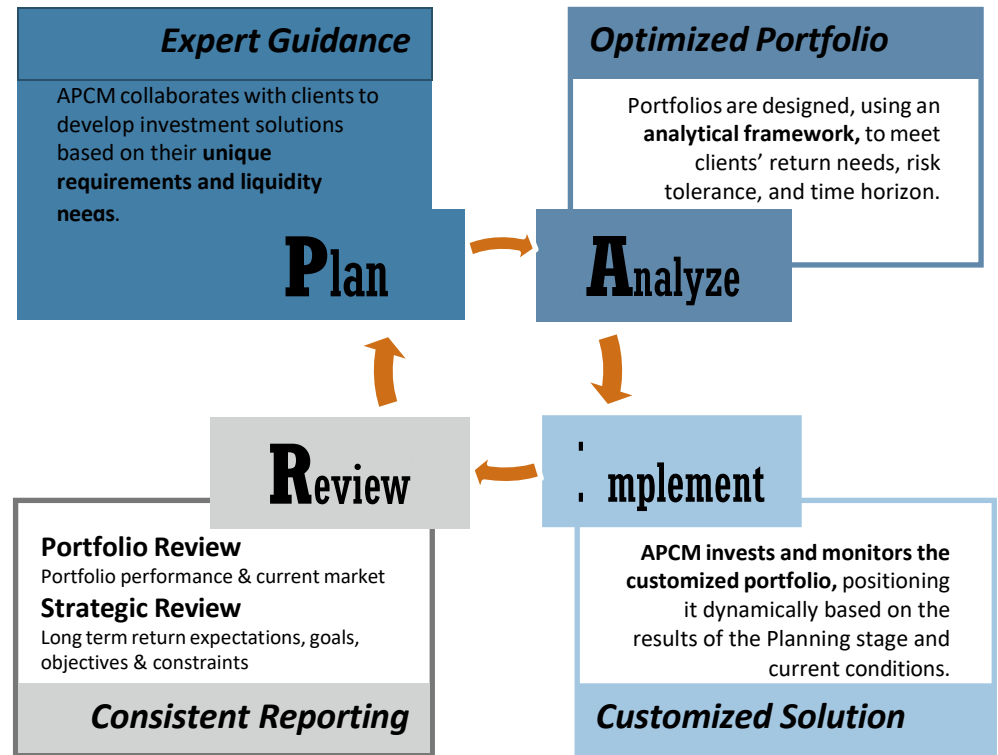 Expert Guidance
APCM collaborates with clients to
develop investment solutions
based on their unique
requirements and liquidity
needs.
Plan
Optimized Portfolio
Portfolios are designed, using an
analytical framework, to meet
clients’ return needs, risk
tolerance, and time horizon.
Analyze
Review
Portfolio Review
Portfolio performance & current market
Strategic Review
Long term return expectations, goals,
objectives & constraints
Consistent Reporting
mplement
APCM invests and monitors the
customized portfolio, positioning
it dynamically based on the
results of the Planning stage and
current conditions.
Customized Solution